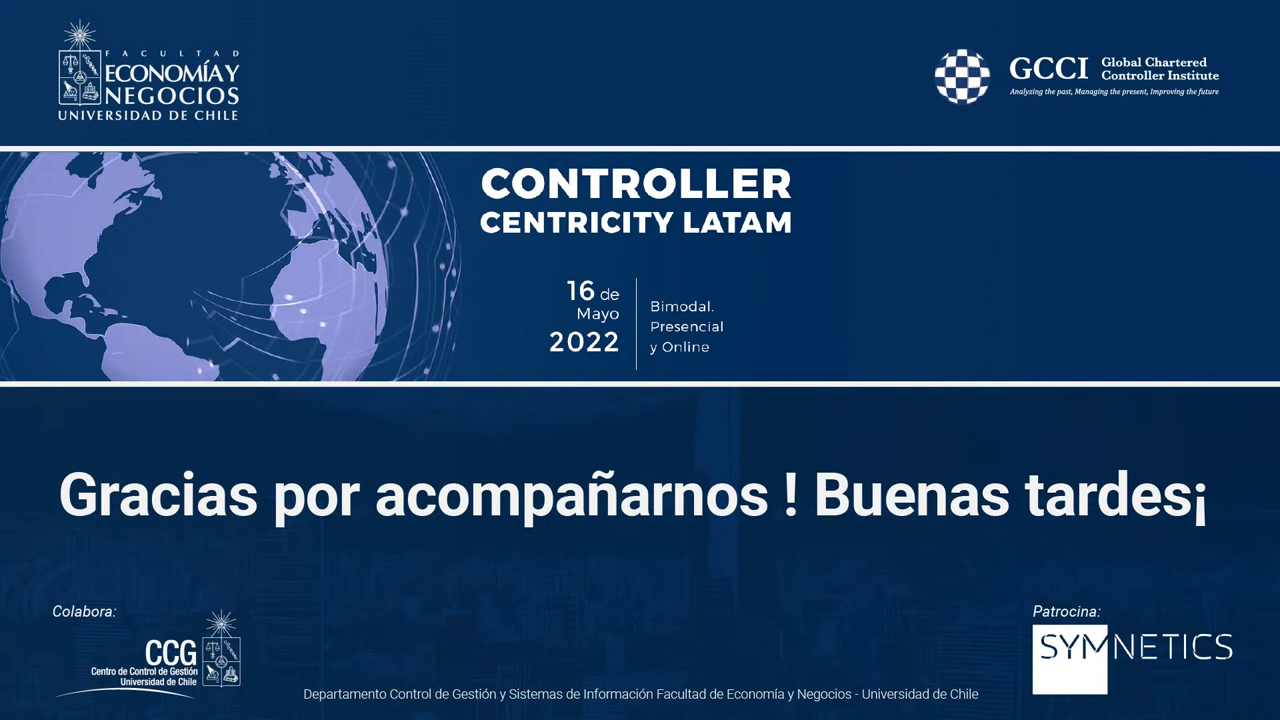 FACULTAD
ECONOMÍA Y
NEGOCIOS
UNIVERSIDAD DE CHILE
GCCI
Global Chartered
Controller Institute
Analyzing the past, Managing the present, Improving the future
CONTROLLER
CENTRICITY LATAM
16 de
Mayo
2022
Bimodal.
Presencial
y Online
Gracias por acompañarnos ! Buenas tardes¡
Colabora:
CCG
Centro de Control de Gestión
Universidad de Chile
Departamento Control de Gestión y Sistemas de Información Facultad de Economía y Negocios - Universidad de Chile
Patrocina:
SYMNETICS